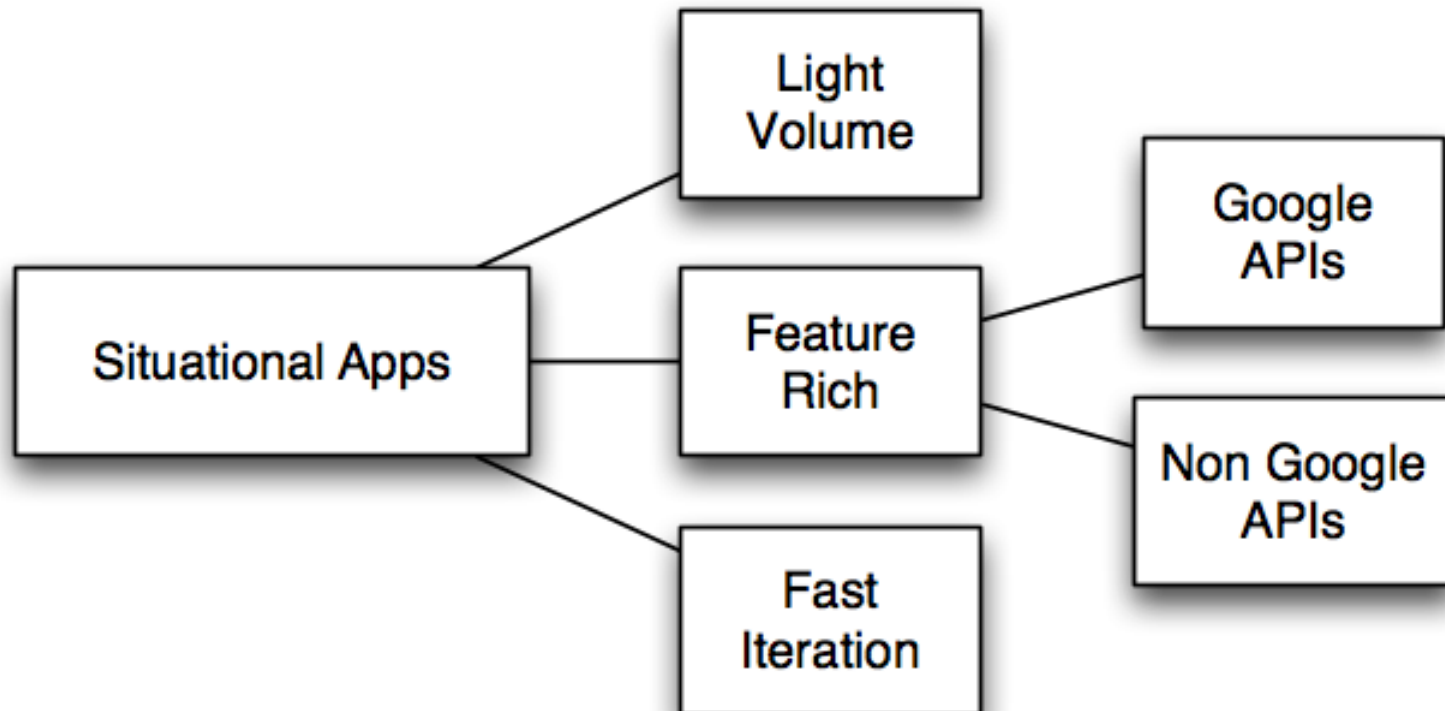 Light
Volume
Google
APIs
Situational Apps
Feature
Rich
Non Google
APIs
Fast
Iteration